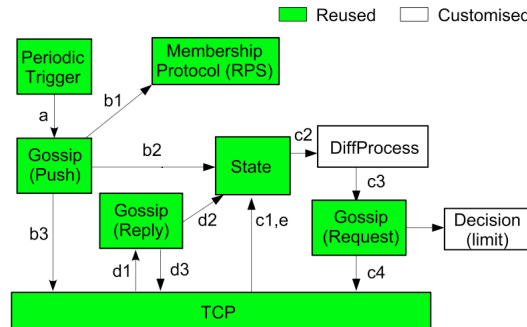 Reused
Customised
Periodic
Trigger
Membership
Protocol (RPS)
a
b1
Gossip
(Push)
b2
State
c2
DiffProcess
c3
Gossip
(Reply)
d2
c1,e
Gossip
(Request)
Decision
(limit)
b3
d1
d3
c4
TCP